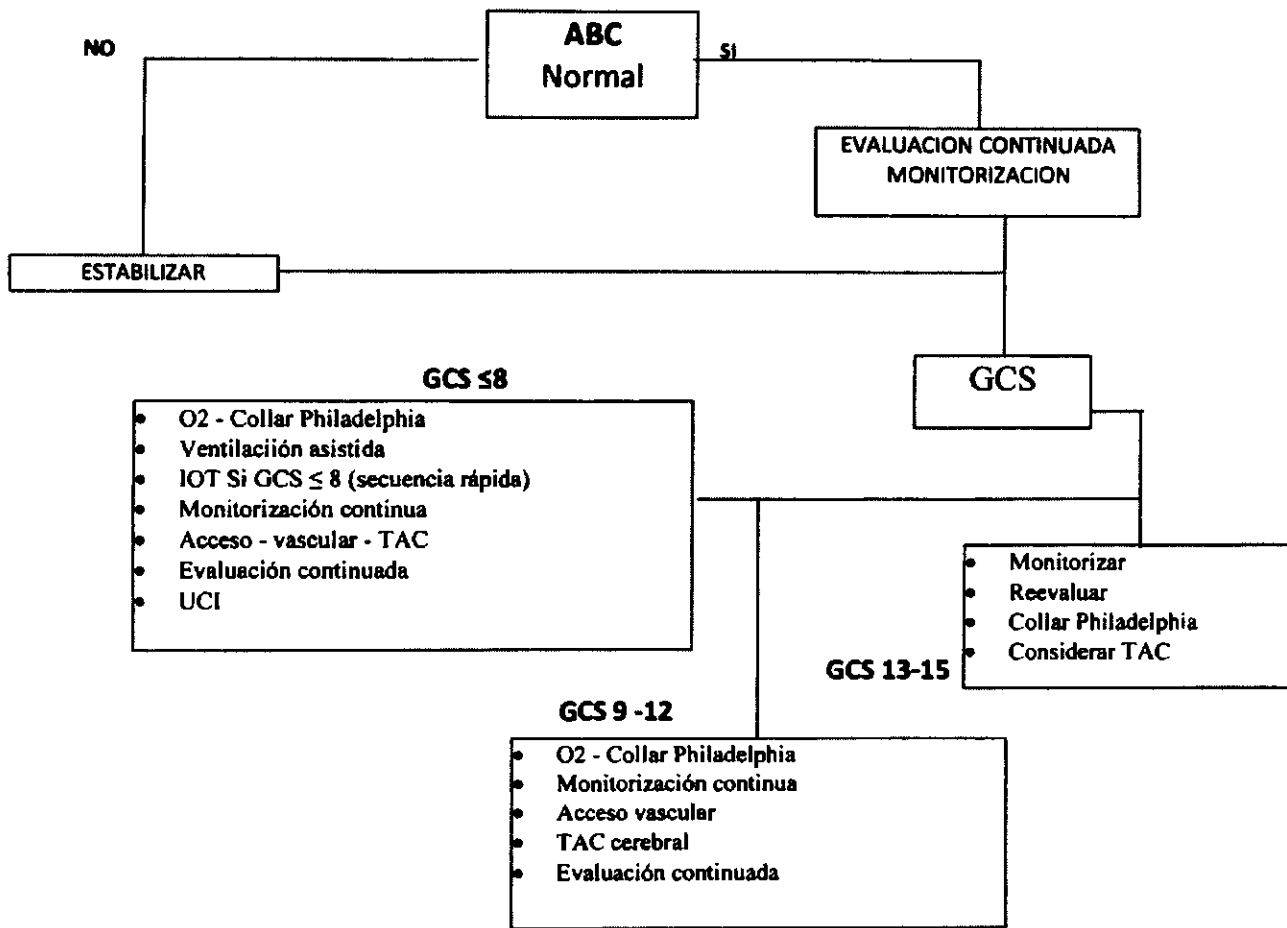 NO
ABC
Normal
SI
EVALUACION CONTINUADA
MONITORIZACION
ESTABILIZAR
GCS
GCS ≤8
• O2 - Collar Philadelphia
• Ventilaciión asistida
• IOT Si GCS ≤ 8 (secuencia rápida)
• Monitorización continua
• Acceso - vascular - TAC
• Evaluación continuada
• UCI
• Monitorizar
• Reevaluar
• Collar Philadelphia
• Considerar TAC
GCS 13-15
GCS 9 -12
• O2 - Collar Philadelphia
• Monitorización continua
• Acceso vascular
• TAC cerebral
• Evaluación continuada